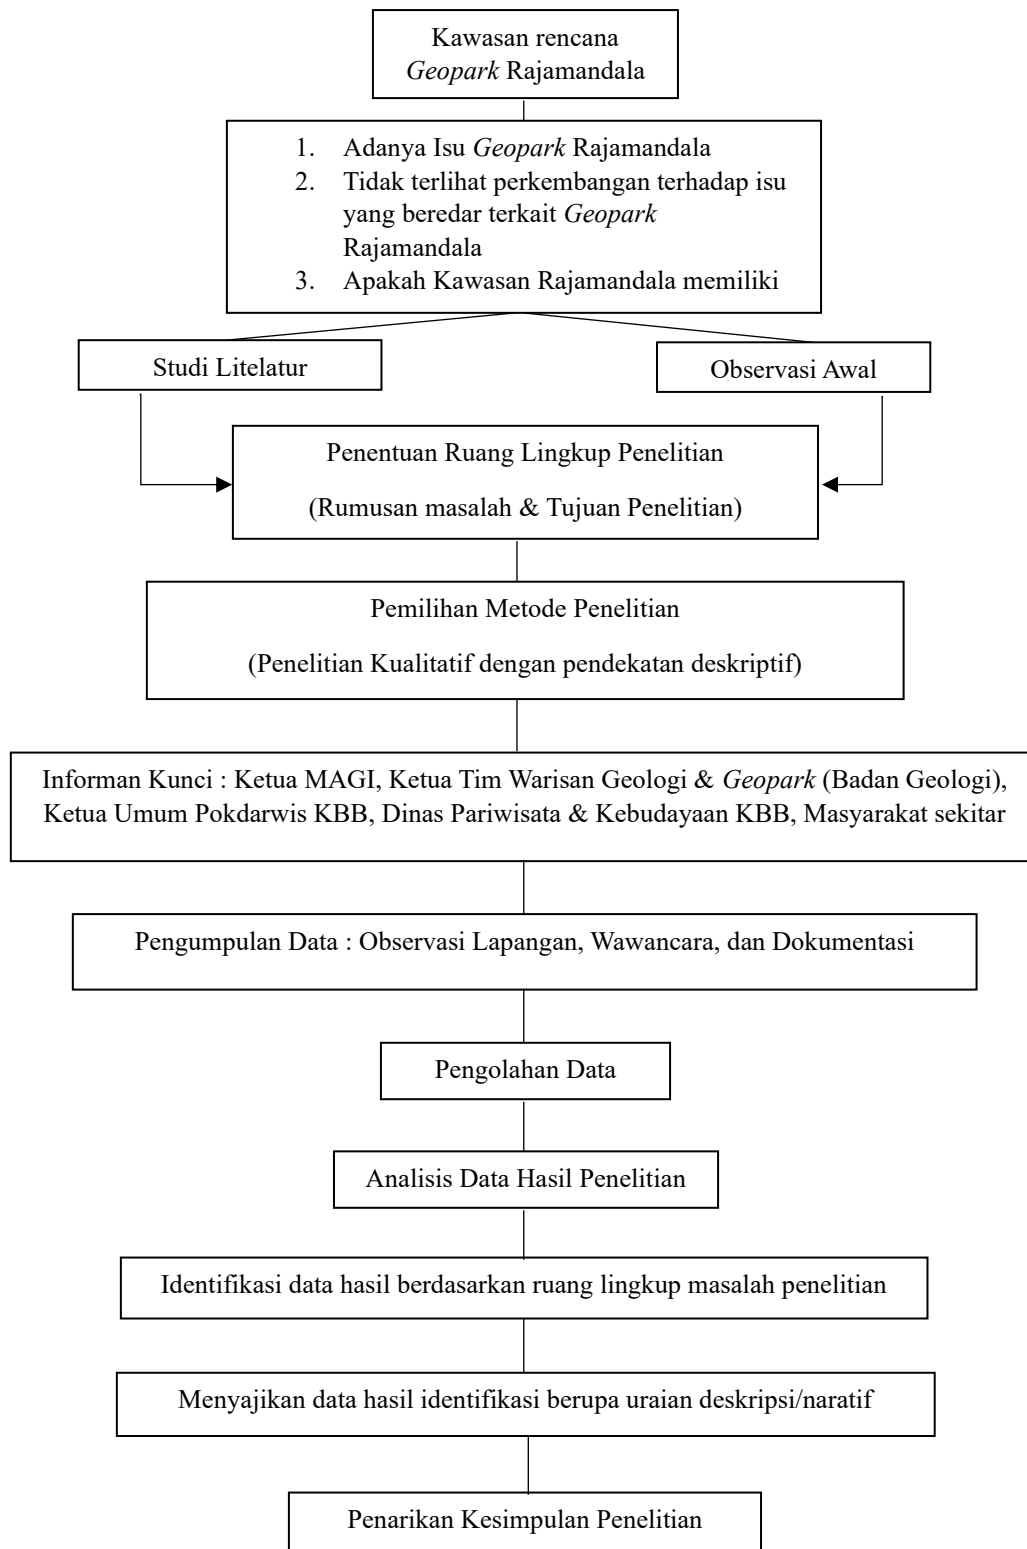 Kawasan rencana
Geopark Rajamandala
1. Adanya Isu Geopark Rajamandala
2. Tidak terlihat perkembangan terhadap isu
yang beredar terkait Geopark
Rajamandala
3. Apakah Kawasan Rajamandala memiliki
Studi Litelatur
Observasi Awal
Penentuan Ruang Lingkup Penelitian
(Rumusan masalah & Tujuan Penelitian)
Pemilihan Metode Penelitian
(Penelitian Kualitatif dengan pendekatan deskriptif)
Informan Kunci : Ketua MAGI, Ketua Tim Warisan Geologi & Geopark (Badan Geologi),
Ketua Umum Pokdarwis KBB, Dinas Pariwisata & Kebudayaan KBB, Masyarakat sekitar
Pengumpulan Data : Observasi Lapangan, Wawancara, dan Dokumentasi
Pengolahan Data
Analisis Data Hasil Penelitian
Identifikasi data hasil berdasarkan ruang lingkup masalah penelitian
Menyajikan data hasil identifikasi berupa uraian deskripsi/naratif
Penarikan Kesimpulan Penelitian